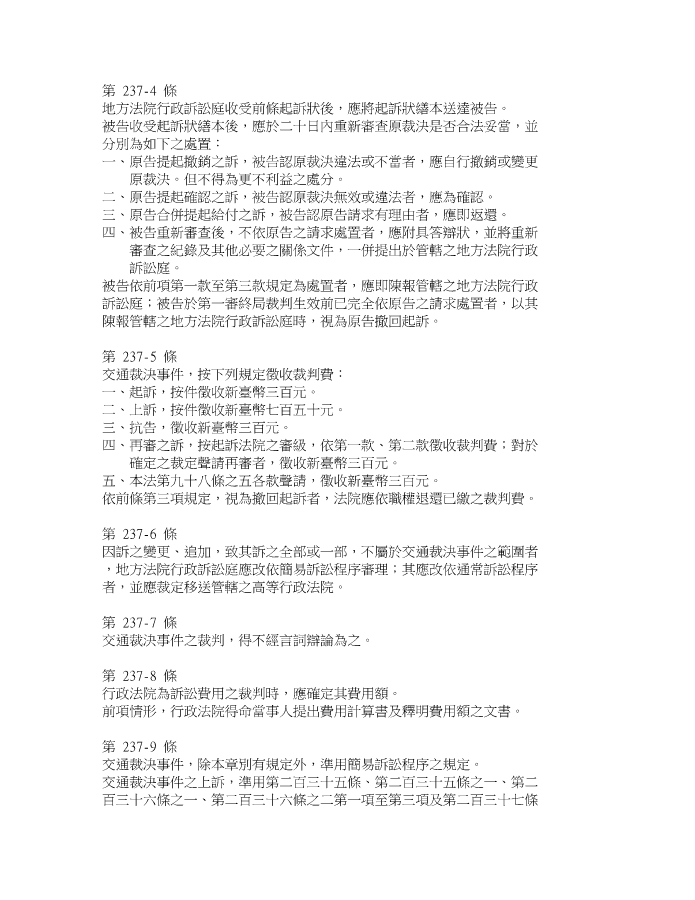 第 237-4 條
地方法院行政訴訟庭收受前條起訴狀後，應將起訴狀繕本送達被告。
被告收受起訴狀繕本後，應於二十日內重新審查原裁決是否合法妥當，並
分別為如下之處置：
一、原告提起撤銷之訴，被告認原裁決違法或不當者，應自行撤銷或變更
原裁決。但不得為更不利益之處分。
二、原告提起確認之訴，被告認原裁決無效或違法者，應為確認。
三、原告合併提起給付之訴，被告認原告請求有理由者，應即返還。
四、被告重新審查後，不依原告之請求處置者，應附具答辯狀，並將重新
審查之紀錄及其他必要之關係文件，一併提出於管轄之地方法院行政
訴訟庭。
被告依前項第一款至第三款規定為處置者，應即陳報管轄之地方法院行政
訴訟庭；被告於第一審終局裁判生效前已完全依原告之請求處置者，以其
陳報管轄之地方法院行政訴訟庭時，視為原告撤回起訴。
第 237-5 條
交通裁決事件，按下列規定徵收裁判費：
一、起訴，按件徵收新臺幣三百元。
二、上訴，按件徵收新臺幣七百五十元。
三、抗告，徵收新臺幣三百元。
四、再審之訴，按起訴法院之審級，依第一款、第二款徵收裁判費；對於
確定之裁定聲請再審者，徵收新臺幣三百元。
五、本法第九十八條之五各款聲請，徵收新臺幣三百元。
依前條第三項規定，視為撤回起訴者，法院應依職權退還已繳之裁判費。
第 237-6 條
因訴之變更、追加，致其訴之全部或一部，不屬於交通裁決事件之範圍者
，地方法院行政訴訟庭應改依簡易訴訟程序審理；其應改依通常訴訟程序
者，並應裁定移送管轄之高等行政法院。
第 237-7 條
交通裁決事件之裁判，得不經言詞辯論為之。
第 237-8 條
行政法院為訴訟費用之裁判時，應確定其費用額。
前項情形，行政法院得命當事人提出費用計算書及釋明費用額之文書。
第 237-9 條
交通裁決事件，除本章別有規定外，準用簡易訴訟程序之規定。
交通裁決事件之上訴，準用第二百三十五條、第二百三十五條之一、第二
百三十六條之一、第二百三十六條之二第一項至第三項及第二百三十七條